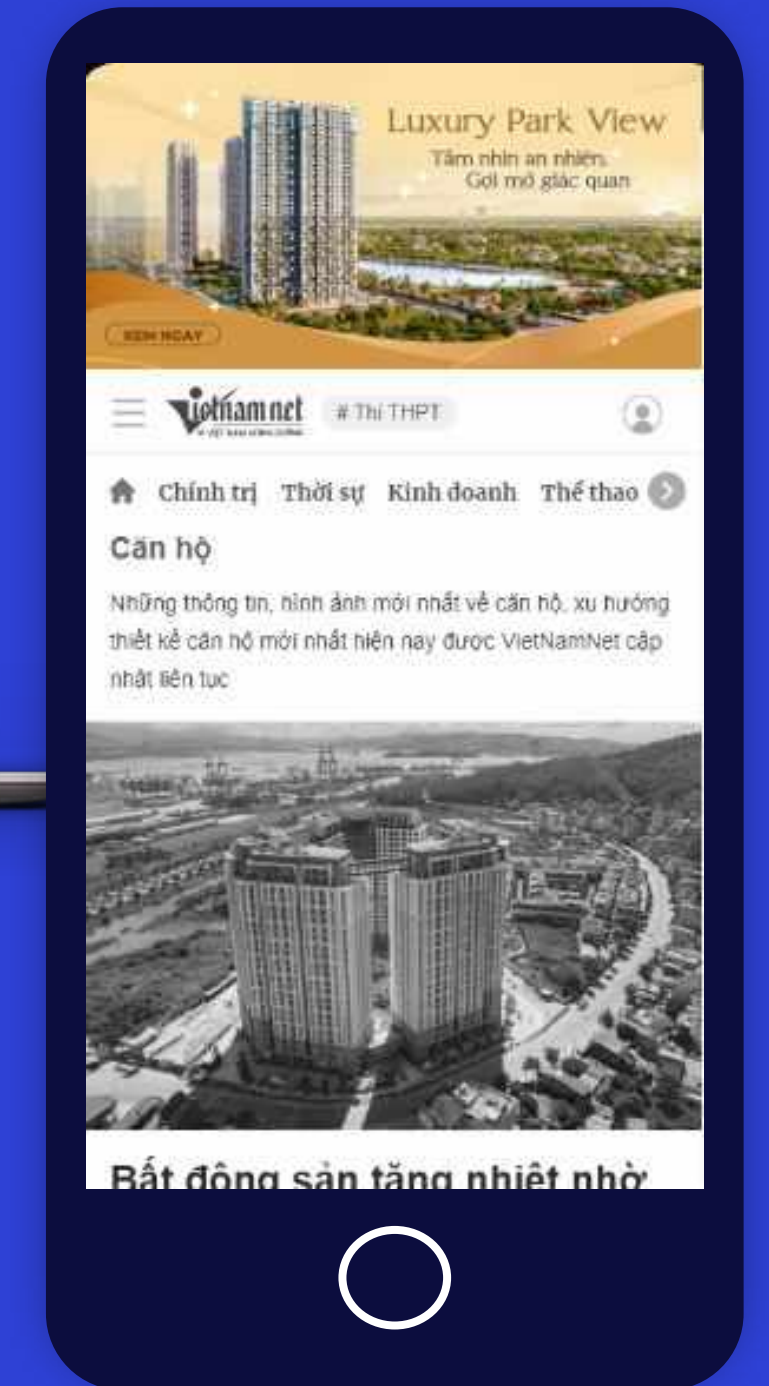 Luxury Park View
Tầm nhìn an nhiên,
Gợi mở giác quan
XEM NGAY
Vietnamnet
# Thi THPT
Chính trị Thời sự Kinh doanh Thể thao
Căn hộ
Những thông tin, hình ảnh mới nhất về căn hộ, xu hướng
thiết kế căn hộ mới nhất hiện nay được VietNamNet cập
nhật liên tục
Bất động sản tăng nhiệt nhờ